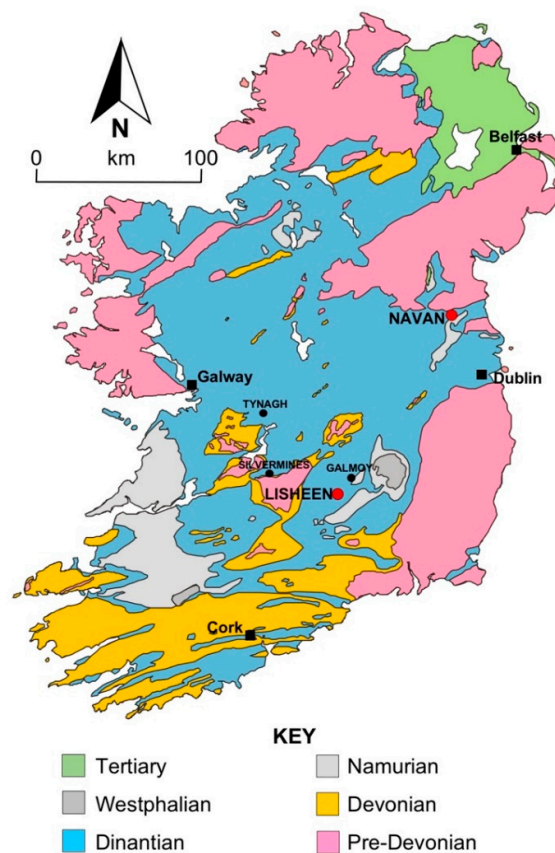 N
0 km 100
Belfast
NAVAN
Galway
Dublin
TYNAGH
SILVERMINES
GALMOY
LISHEEN
Cork
KEY
Tertiary
Namurian
Westphalian
Devonian
Dinantian
Pre-Devonian